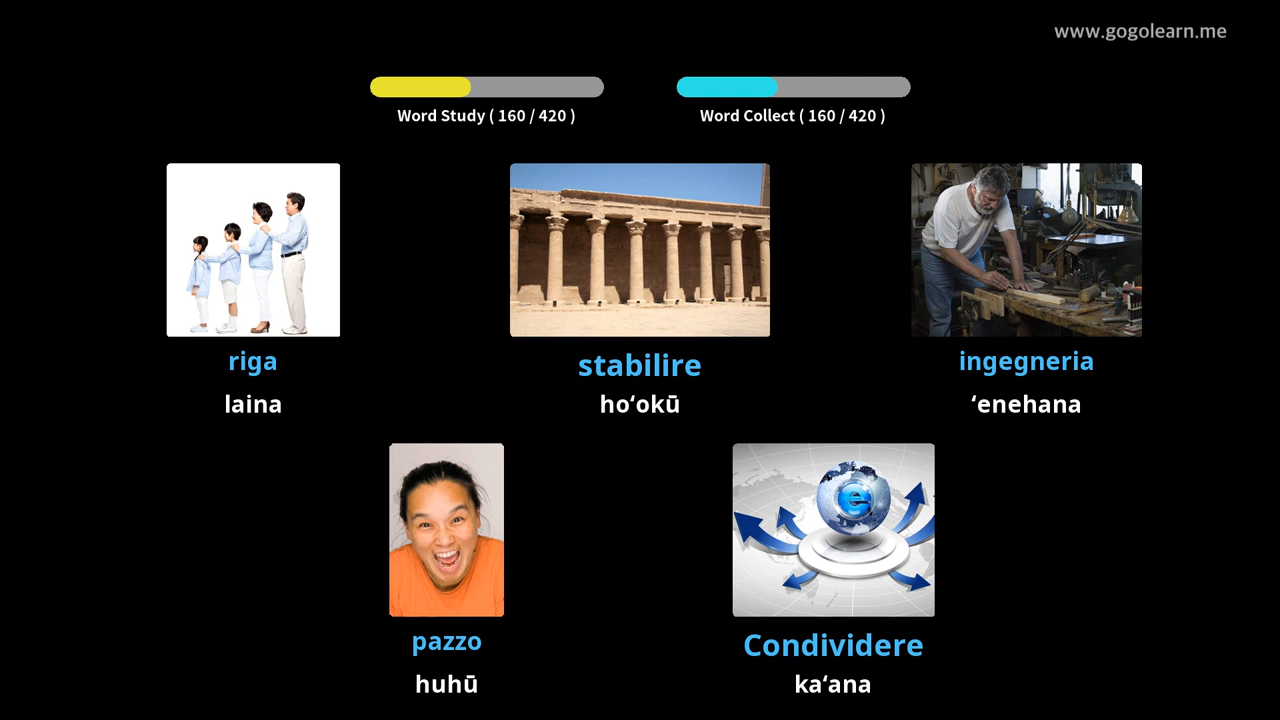 www.gogolearn.me
Word Study ( 160 / 420 )
Word Collect ( 160 / 420 )
riga
laina
stabilire
hoʻokū
ingegneria
ʻenehana
e
pazzo
huhū
Condividere
kaʻana